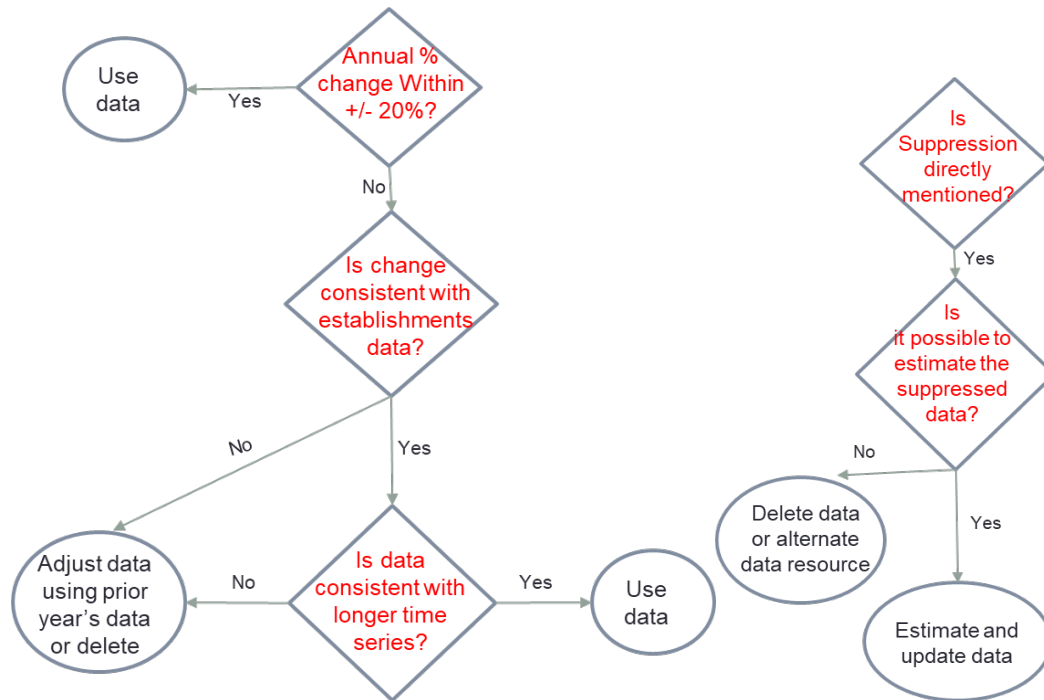 Annual %
change Within
+/- 20%?
Use
data
Yes
No
Is change
consistent with
establishments
data?
No
Yes
Adjust data
using prior
year's data
or delete
No
Is data
consistent with
longer time
series?
Yes
Use
data
Is
Suppression
directly
mentioned?
Yes
Is
it possible to
estimate the
suppressed
data?
No
Delete data
or alternate
data resource
Yes
Estimate and
update data